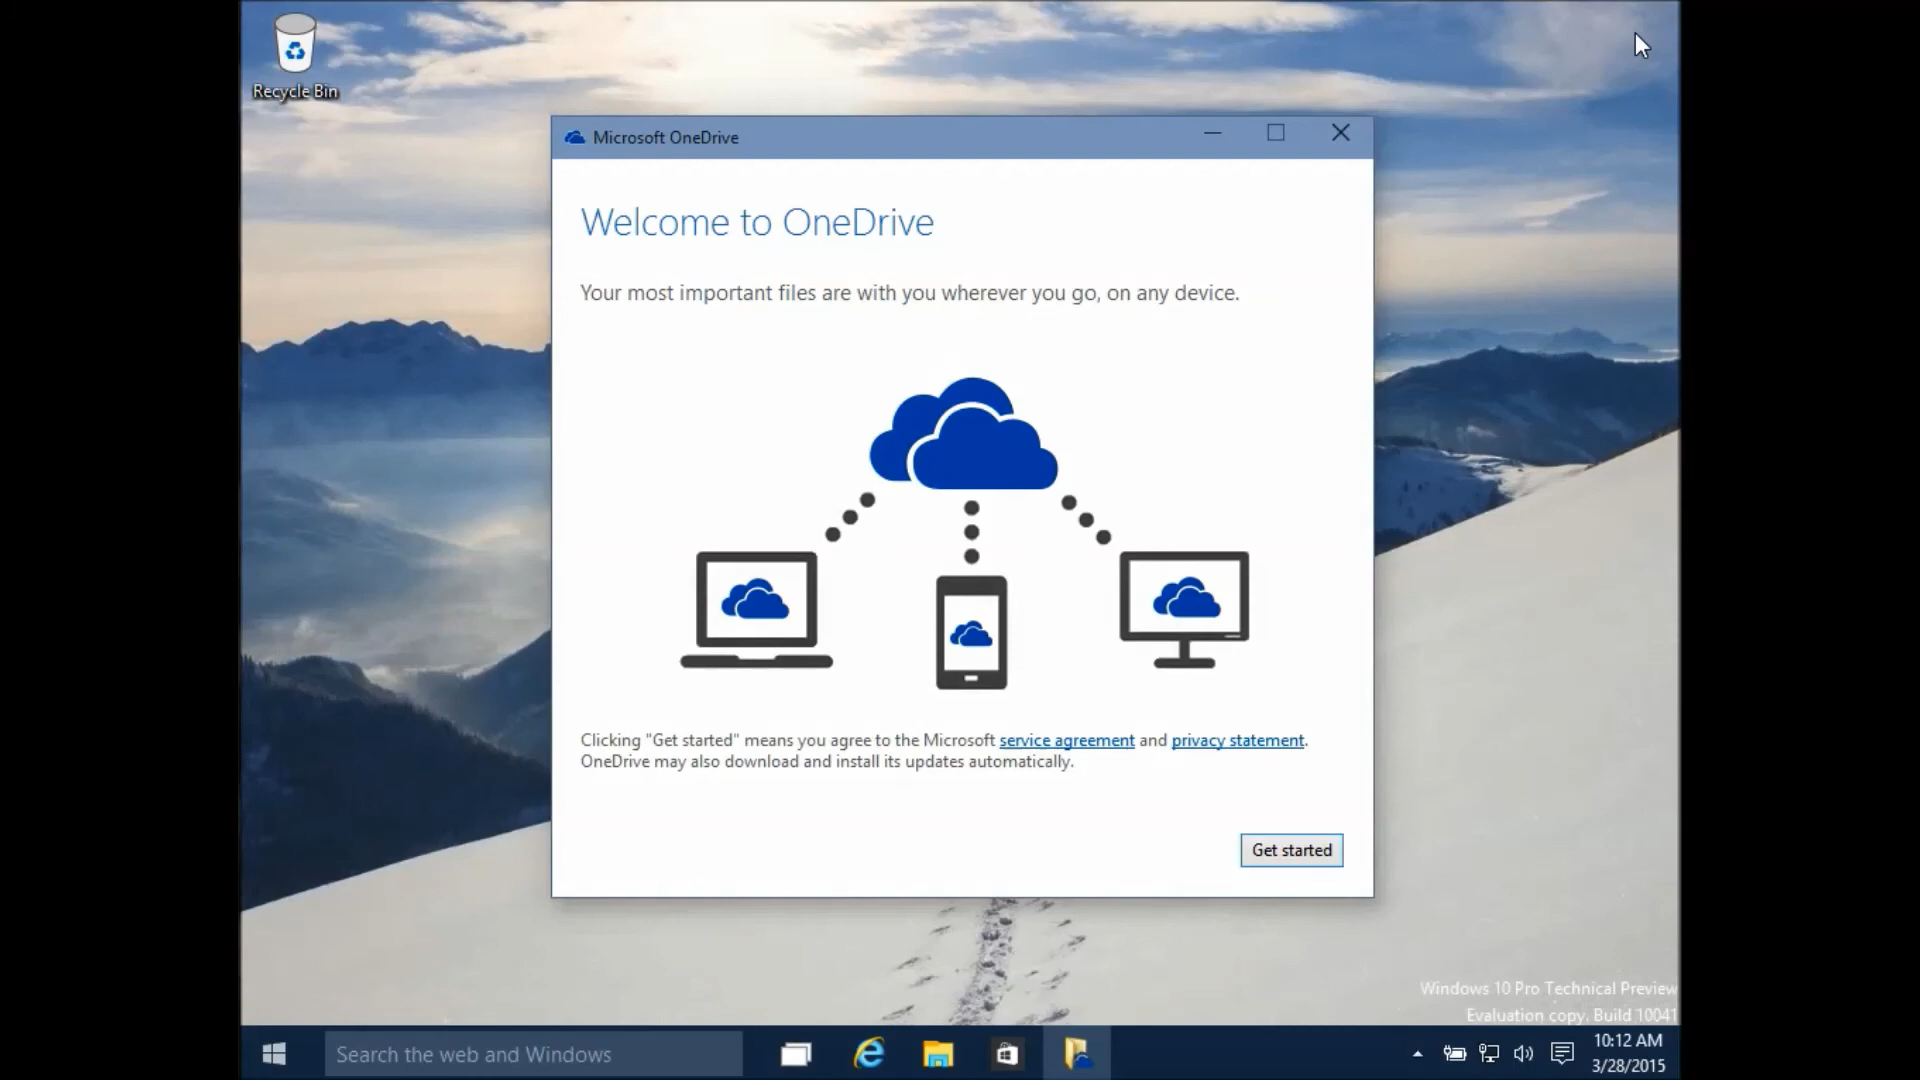 Recycle Bin
Microsoft OneDrive
Welcome to OneDrive
Your most important files are with you wherever you go, on any device.
Clicking "Get started" means you agree to the Microsoft service agreement and privacy statement.
OneDrive may also download and install its updates automatically.
Get started
Windows 10 Pro Technical Preview
Evaluation copy. Build 10041
Search the web and Windows
10:12 AM
3/28/2015